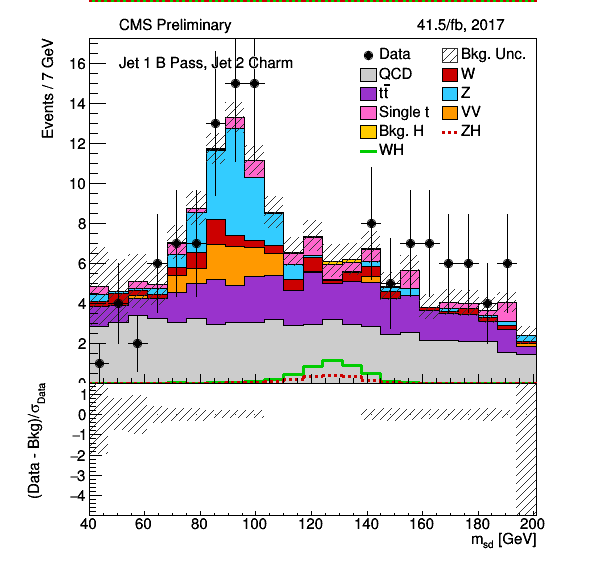 CMS Preliminary 41.5/fb, 2017
Jet 1 B Pass, Jet 2 Charm
Events / 7 GeV
16
14
12
10
8
6
4
2
0
Data
Bkg. Unc.
QCD
W
tt̄
Z
Single t
VV
Bkg. H
ZH
WH
(Data - Bkg)/σData
1
0
−1
−2
−3
−4
40 60 80 100 120 140 160 180 200
msd [GeV]